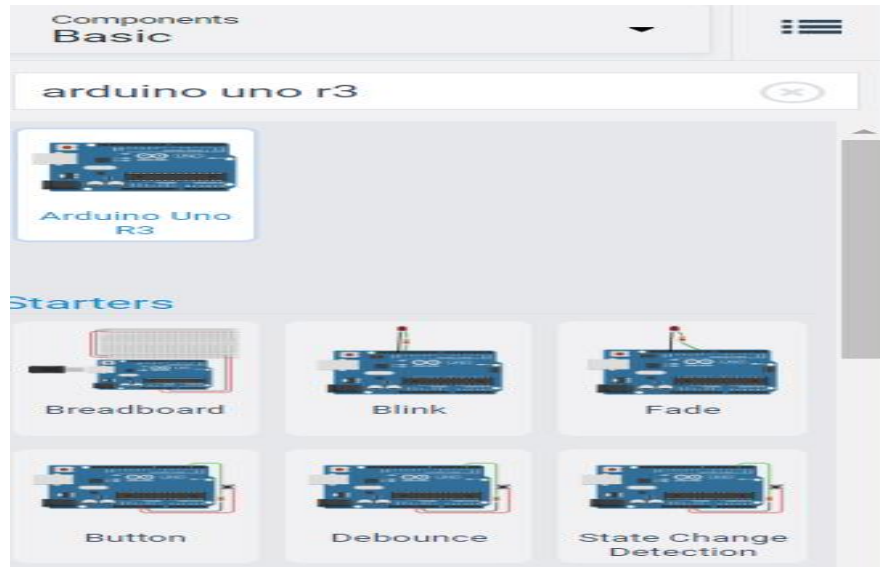 Components
Basic
arduino uno r3
Arduino Uno
R3
Starters
Breadboard
Blink
Fade
Button
Debounce
State Change
Detection